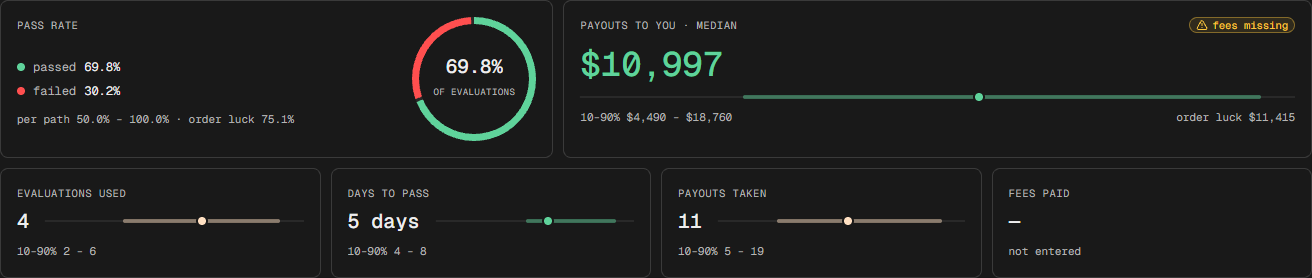 PASS RATE
passed 69.8%
failed 30.2%
per path 50.0% – 100.0% · order luck 75.1%
69.8%
OF EVALUATIONS
PAYOUTS TO YOU · MEDIAN
fees missing
$10,997
10–90% $4,490 – $18,760
order luck $11,415
EVALUATIONS USED
4
10–90% 2 – 6
DAYS TO PASS
5 days
10–90% 4 – 8
PAYOUTS TAKEN
11
10–90% 5 – 19
FEES PAID
—
not entered